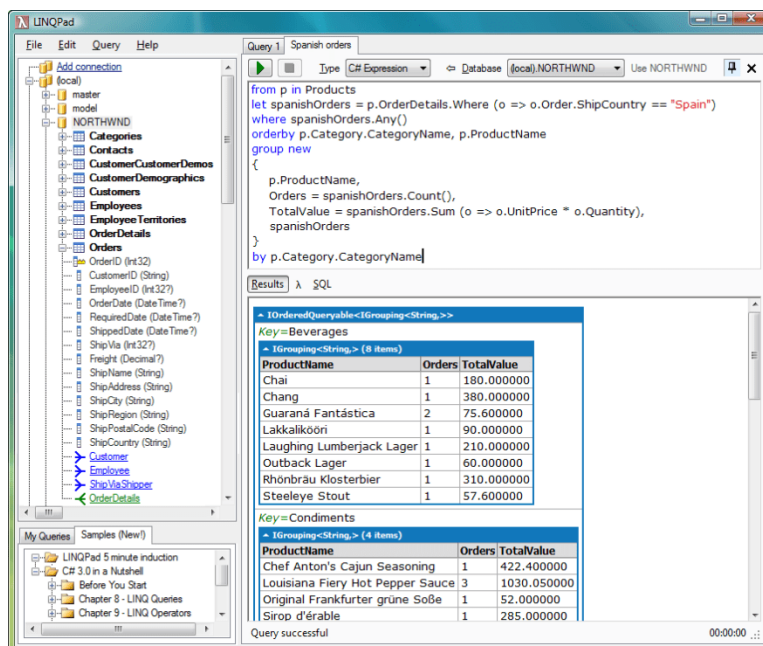 LINQPad
File Edit Query Help
Add connection
(local)
master
model
NORTHWND
Categories
Contacts
CustomerCustomerDemos
CustomerDemographics
Customers
Employees
EmployeeTerritories
OrderDetails
Orders
OrderID (Int32)
CustomerID (String)
EmployeeID (Int32?)
OrderDate (DateTime?)
RequiredDate (DateTime?)
ShippedDate (DateTime?)
ShipVia (Int32?)
Freight (Decimal?)
ShipName (String)
ShipAddress (String)
ShipCity (String)
ShipRegion (String)
ShipPostalCode (String)
ShipCountry (String)
Customer
Employee
ShipViaShipper
OrderDetails
My Queries Samples (New!)
LINQPad 5 minute induction
C# 3.0 in a Nutshell
Before You Start
Chapter 8 - LINQ Queries
Chapter 9 - LINQ Operators
Query 1 Spanish orders
Type C# Expression Database (local).NORTHWND Use NORTHWND
from p in Products
let spanishOrders = p.OrderDetails.Where (o => o.Order.ShipCountry == "Spain")
where spanishOrders.Any()
orderby p.Category.CategoryName, p.ProductName
group new
{
p.ProductName,
Orders = spanishOrders.Count(),
TotalValue = spanishOrders.Sum (o => o.UnitPrice * o.Quantity),
spanishOrders
}
by p.Category.CategoryName
Results λ SQL
IOrderedQueryable<IGrouping<String,>>
Key=Beverages
IGrouping<String,> (8 items)
ProductName Orders TotalValue
Chai 1 180.000000
Chang 1 380.000000
Guaraná Fantástica 2 75.600000
Lakkalikööri 1 90.000000
Laughing Lumberjack Lager 1 210.000000
Outback Lager 1 60.000000
Rhönbräu Klosterbier 1 310.000000
Steeleye Stout 1 57.600000
Key=Condiments
IGrouping<String,> (4 items)
ProductName Orders TotalValue
Chef Anton's Cajun Seasoning 1 422.400000
Louisiana Fiery Hot Pepper Sauce 3 1030.050000
Original Frankfurter grüne Soße 1 52.000000
Sirop d'érable 1 285.000000
Query successful 00:00:00